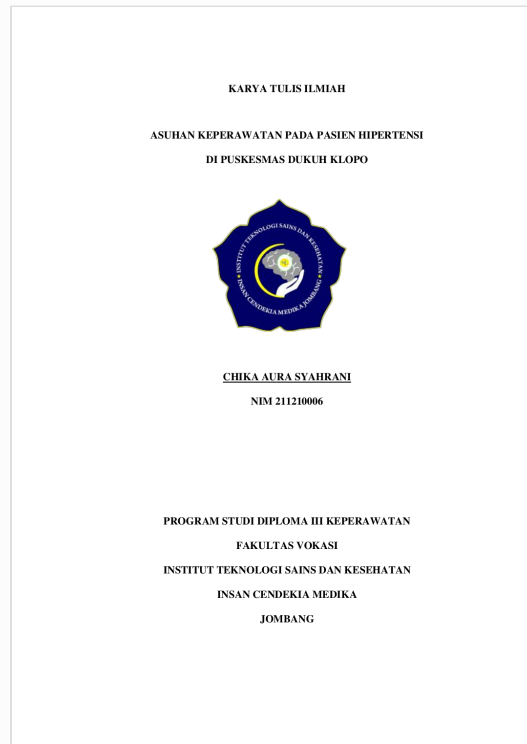 KARYA TULIS ILMIAH
ASUHAN KEPERAWATAN PADA PASIEN HIPERTENSI
DI PUSKESMAS DUKUH KLOPO
INSTITUT TEKNOLOGI SAINS DAN KESEHATAN
INSAN CENDEKIA MEDIKA JOMBANG
CHIKA AURA SYAHRANI
NIM 211210006
PROGRAM STUDI DIPLOMA III KEPERAWATAN
FAKULTAS VOKASI
INSTITUT TEKNOLOGI SAINS DAN KESEHATAN
INSAN CENDEKIA MEDIKA
JOMBANG